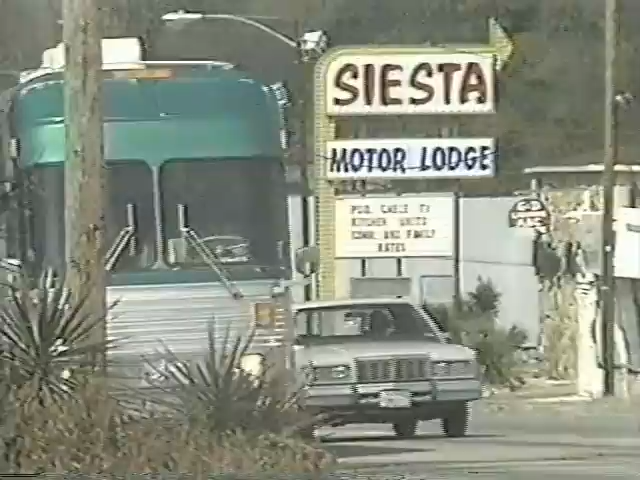 SIESTA
MOTOR LODGE
POOL CABLE TV
KITCHEN UNITS
COMM. AND FAMILY
RATES